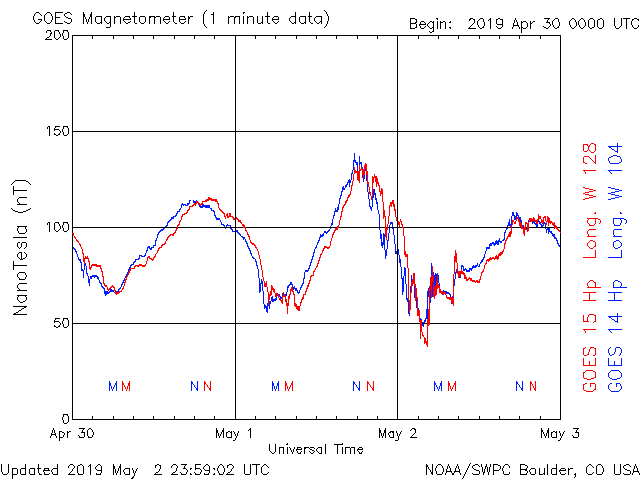 GOES Magnetometer (1 minute data)
Begin: 2019 Apr 30 0000 UTC
200
150
100
50
0
NanoTesla (nT)
M M N N M M N N M M N N
Apr 30 May 1 May 2 May 3
Universal Time
GOES 15 Hp Long. W 128
GOES 14 Hp Long. W 104
Updated 2019 May 2 23:59:02 UTC
NOAA/SWPC Boulder, CO USA